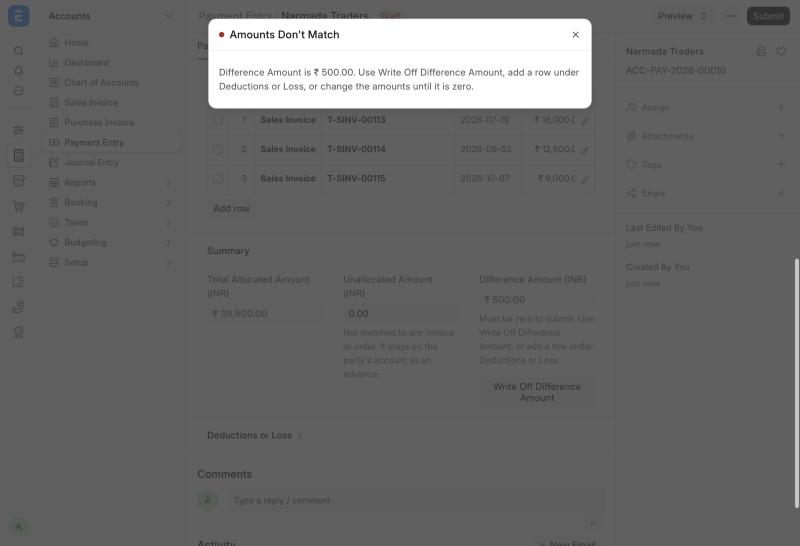 Accounts
Payment Entry / Narmada Traders
Draft
Preview
Submit
Amounts Don't Match
Difference Amount is ₹ 500.00. Use Write Off Difference Amount, add a row under
Deductions or Loss, or change the amounts until it is zero.
Home
Dashboard
Chart of Accounts
Sales Invoice
Purchase Invoice
Payment Entry
Journal Entry
Reports
Banking
Taxes
Budgeting
Setup
1 Sales Invoice T-SINV-00113 2026-07-19 ₹ 18,000.0
2 Sales Invoice T-SINV-00114 2026-09-02 ₹ 12,500.0
3 Sales Invoice T-SINV-00115 2026-10-07 ₹ 9,000.0
Add row
Summary
Total Allocated Amount
(INR)
₹ 39,500.00
Unallocated Amount
(INR)
0.00
Not matched to any invoice
or order. It stays on the
party's account as an
advance.
Difference Amount (INR)
₹ 500.00
Must be zero to submit. Use
Write Off Difference
Amount, or add a row under
Deductions or Loss.
Write Off Difference
Amount
Deductions or Loss
Comments
A
Type a reply / comment
Activity
+ New Email
Narmada Traders
ACC-PAY-2026-00010
Assign
Attachments
Tags
Share
Last Edited By You
just now
Created By You
just now
A